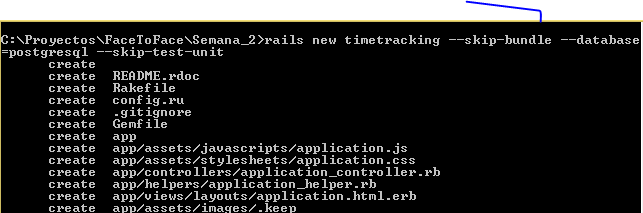 C:\Proyectos\FaceToFace\Semana_2>rails new timetracking --skip-bundle --database
=postgresql --skip-test-unit
create
create README.rdoc
create Rakefile
create config.ru
create .gitignore
create Gemfile
create app
create app/assets/javascripts/application.js
create app/assets/stylesheets/application.css
create app/controllers/application_controller.rb
create app/helpers/application_helper.rb
create app/views/layouts/application.html.erb
create app/assets/images/.keep